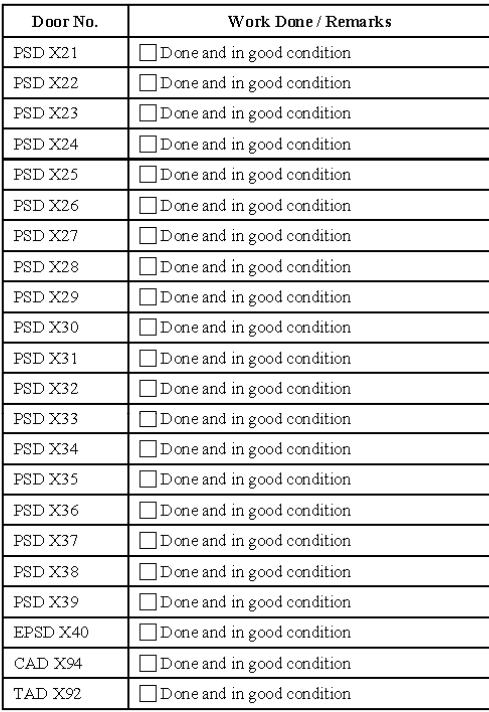 Door No. Work Done / Remarks
PSD X21 ☐ Done and in good condition
PSD X22 ☐ Done and in good condition
PSD X23 ☐ Done and in good condition
PSD X24 ☐ Done and in good condition
PSD X25 ☐ Done and in good condition
PSD X26 ☐ Done and in good condition
PSD X27 ☐ Done and in good condition
PSD X28 ☐ Done and in good condition
PSD X29 ☐ Done and in good condition
PSD X30 ☐ Done and in good condition
PSD X31 ☐ Done and in good condition
PSD X32 ☐ Done and in good condition
PSD X33 ☐ Done and in good condition
PSD X34 ☐ Done and in good condition
PSD X35 ☐ Done and in good condition
PSD X36 ☐ Done and in good condition
PSD X37 ☐ Done and in good condition
PSD X38 ☐ Done and in good condition
PSD X39 ☐ Done and in good condition
EPSD X40 ☐ Done and in good condition
CAD X94 ☐ Done and in good condition
TAD X92 ☐ Done and in good condition